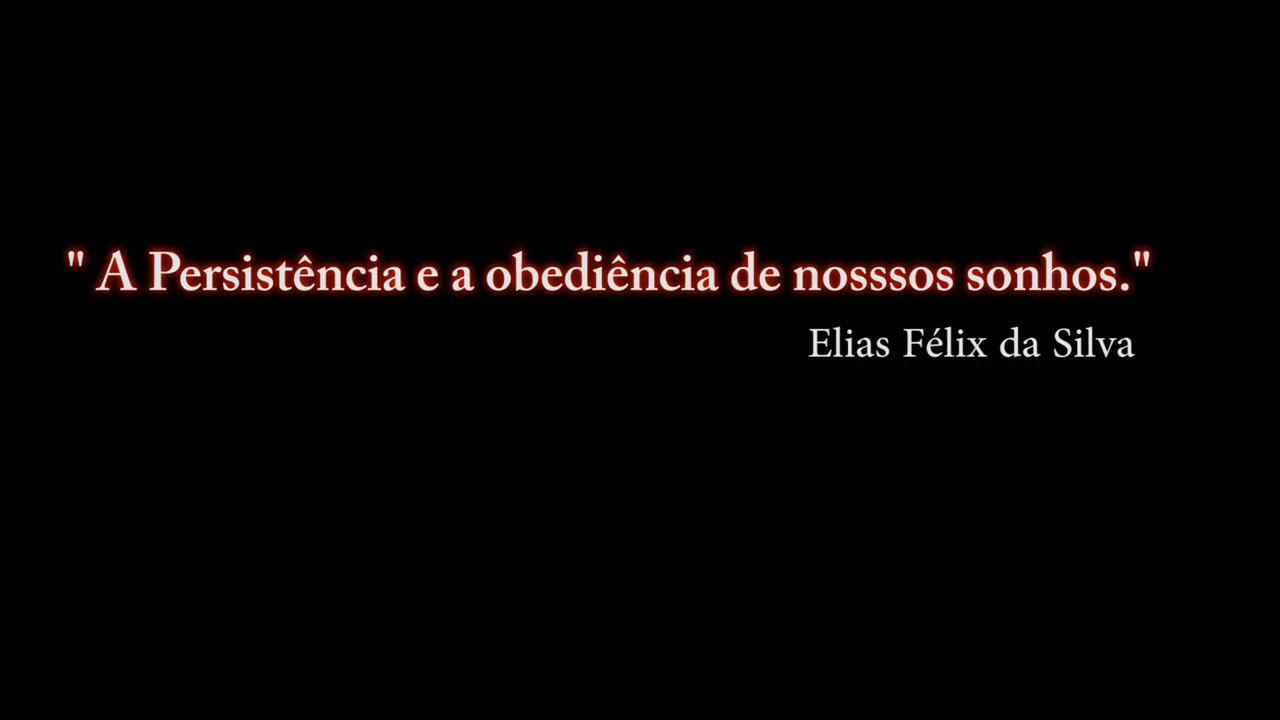 " A Persistência e a obediência de nosssos sonhos."
Elias Félix da Silva